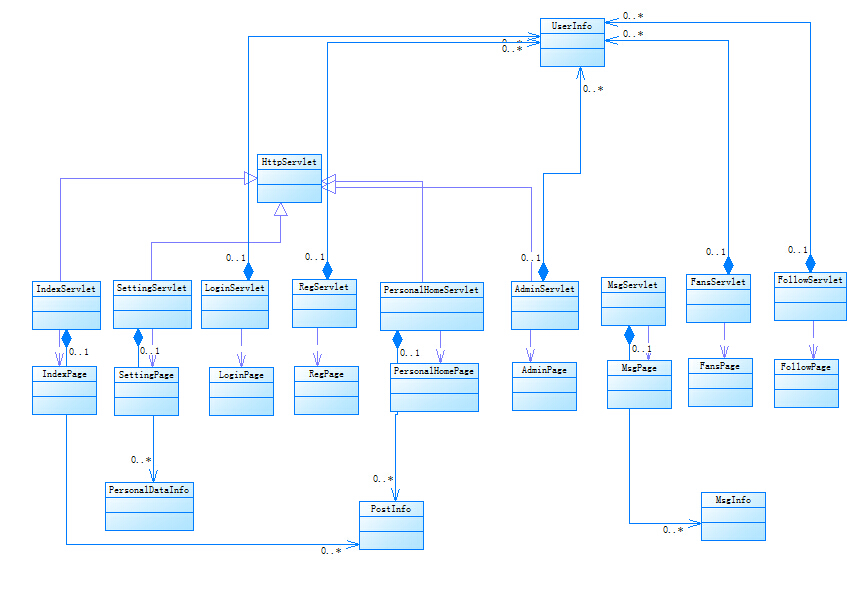 UserInfo
0..*
0..*
0..*
0..*
0..*
HttpServlet
0..1
0..1
0..1
0..1
0..1
IndexServlet
SettingServlet
LoginServlet
RegServlet
PersonalHomeServlet
AdminServlet
MsgServlet
FansServlet
FollowServlet
0..1
0..1
0..1
0..1
IndexPage
SettingPage
LoginPage
RegPage
PersonalHomePage
AdminPage
MsgPage
FansPage
FollowPage
0..*
0..*
PersonalDataInfo
PostInfo
MsgInfo
0..*
0..*